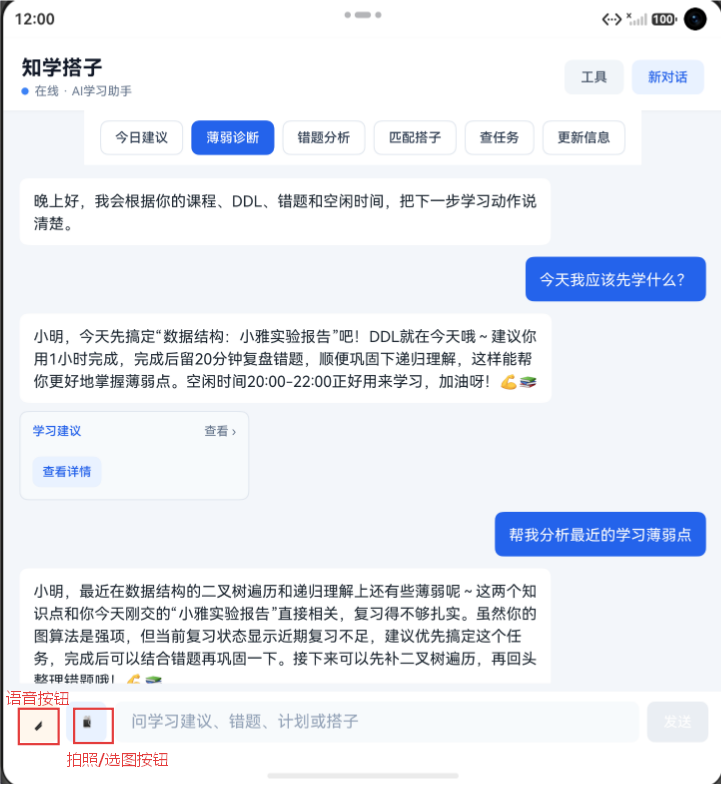 12:00
100
知学搭子
在线 · AI学习助手
工具
新对话
今日建议
薄弱诊断
错题分析
匹配搭子
查任务
更新信息
晚上好，我会根据你的课程、DDL、错题和空闲时间，把下一步学习动作说
清楚。
今天我应该先学什么？
小明，今天先搞定“数据结构：小雅实验报告”吧！DDL就在今天哦～建议你
用1小时完成，完成后留20分钟复盘错题，顺便巩固下递归理解，这样能帮
你更好地掌握薄弱点。空闲时间20:00-22:00正好用来学习，加油呀！💪📚
学习建议
查看 ›
查看详情
帮我分析最近的学习薄弱点
小明，最近在数据结构的二叉树遍历和递归理解上还有些薄弱呢～这两个知
识点和你今天刚交的“小雅实验报告”直接相关，复习得不够扎实。虽然你的
图算法是强项，但当前复习状态显示近期复习不足，建议优先搞定这个任
务，完成后可以结合错题再巩固一下。接下来可以先补二叉树遍历，再回头
整理错题哦！💪📚
语音按钮
问学习建议、错题、计划或搭子
发送
拍照/选图按钮